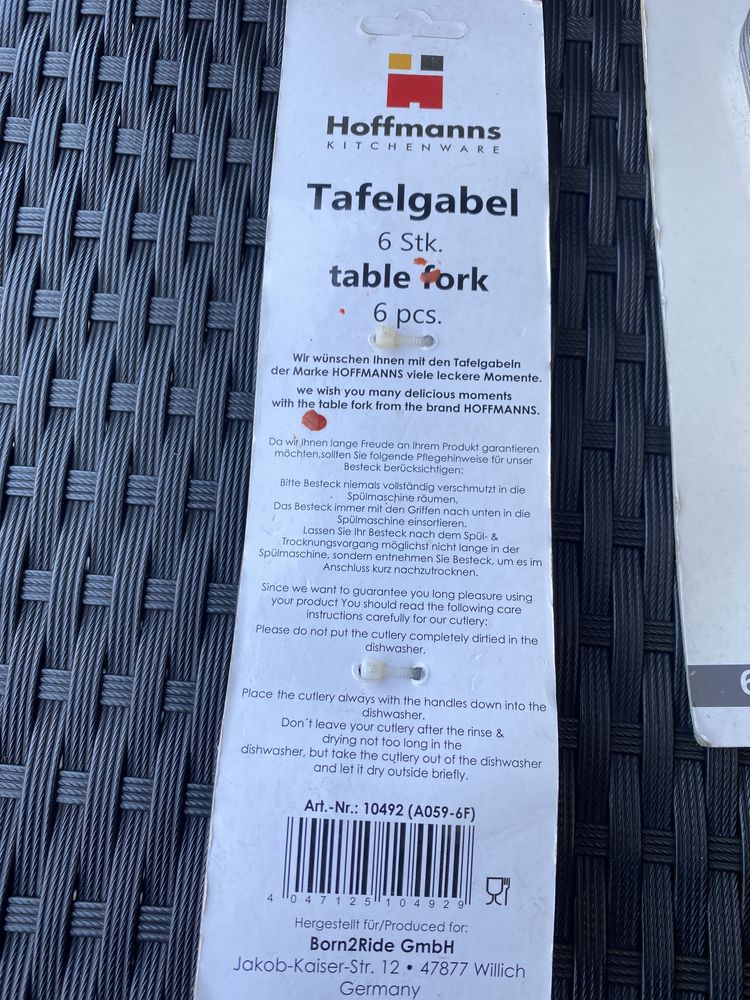 Hoffmanns
KITCHENWARE
Tafelgabel
6 Stk.
table fork
6 pcs.
Wir wünschen Ihnen mit den Tafelgabeln
der Marke HOFFMANNS viele leckere Momente.
we wish you many delicious moments
with the table fork from the brand HOFFMANNS.
Da wir Ihnen lange Freude an Ihrem Produkt garantieren
möchten,sollten Sie folgende Pflegehinweise für unser
Besteck berücksichtigen:
Bitte Besteck niemals vollständig verschmutzt in die
Spülmaschine räumen,
Das Besteck immer mit den Griffen nach unten in die
Spülmaschine einsortieren.
Lassen Sie Ihr Besteck nach dem Spül- &
Trocknungsvorgang möglichst nicht lange in der
Spülmaschine, sondern entnehmen Sie Besteck, um es im
Anschluss kurz nachzutrocknen.
Since we want to guarantee you long pleasure using
your product You should read the following care
instructions carefully for our cutlery:
Please do not put the cutlery completely dirtied in the
dishwasher,
Place the cutlery always with the handles down into the
dishwasher.
Don´t leave your cutlery after the rinse &
drying not too long in the
dishwasher, but take the cutlery out of the dishwasher
and let it dry outside briefly.
Art.-Nr.: 10492 (A059-6F)
4 047125 104929
Hergestellt für/Produced for:
Born2Ride GmbH
Jakob-Kaiser-Str. 12 • 47877 Willich
Germany